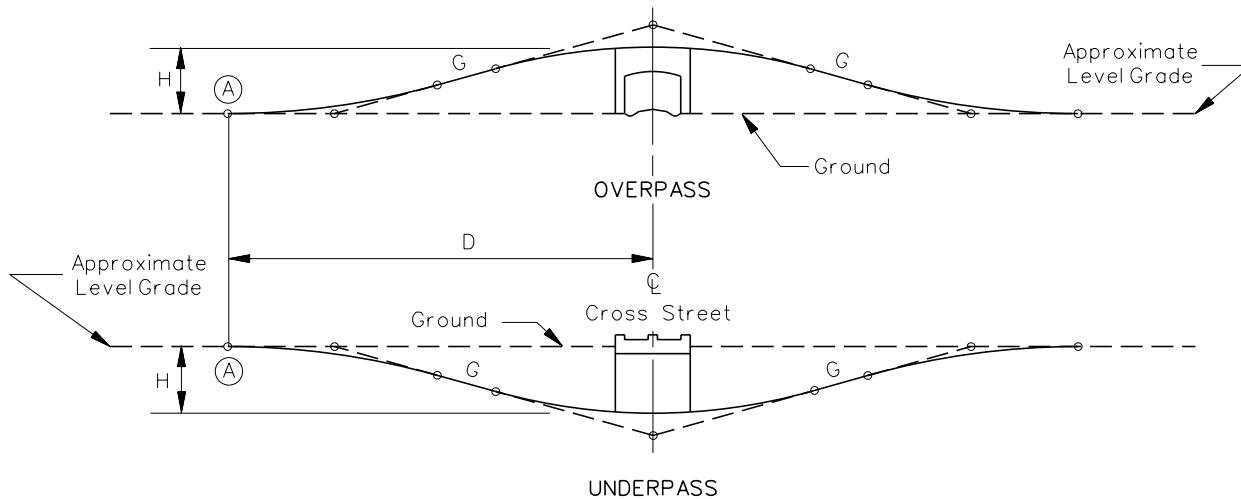 G
G
Approximate
Level Grade
H
A
Ground
OVERPASS
D
Approximate
Level Grade
℄
Cross Street
Ground
H
A
G
G
UNDERPASS